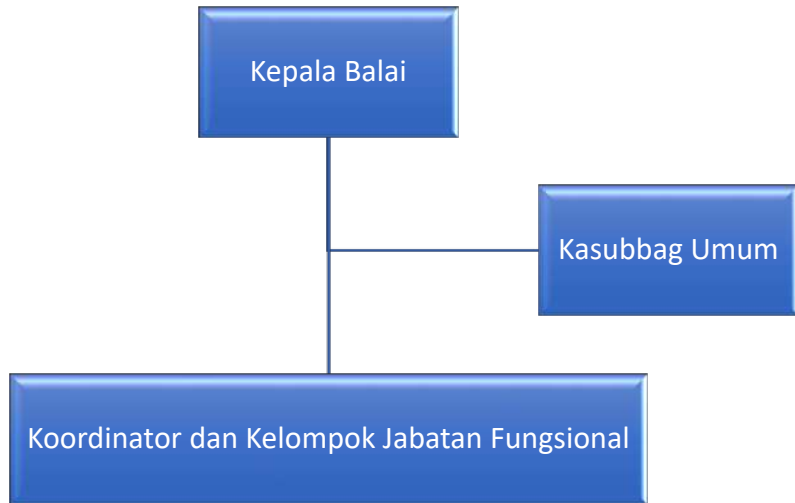 Kepala Balai
Kasubbag Umum
Koordinator dan Kelompok Jabatan Fungsional